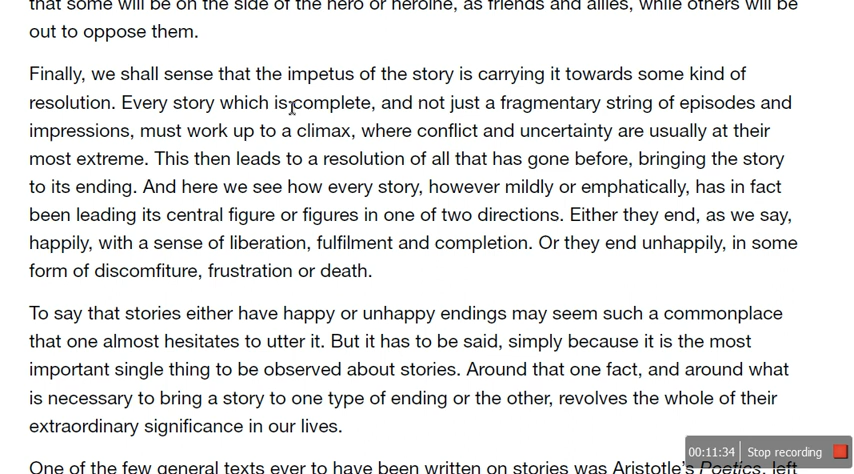 that some will be on the side of the hero or heroine, as friends and allies, while others will be
out to oppose them.
Finally, we shall sense that the impetus of the story is carrying it towards some kind of
resolution. Every story which is complete, and not just a fragmentary string of episodes and
impressions, must work up to a climax, where conflict and uncertainty are usually at their
most extreme. This then leads to a resolution of all that has gone before, bringing the story
to its ending. And here we see how every story, however mildly or emphatically, has in fact
been leading its central figure or figures in one of two directions. Either they end, as we say,
happily, with a sense of liberation, fulfilment and completion. Or they end unhappily, in some
form of discomfiture, frustration or death.
To say that stories either have happy or unhappy endings may seem such a commonplace
that one almost hesitates to utter it. But it has to be said, simply because it is the most
important single thing to be observed about stories. Around that one fact, and around what
is necessary to bring a story to one type of ending or the other, revolves the whole of their
extraordinary significance in our lives.
One of the few general texts ever to have been written on stories was Aristotle's Poetics, left
00:11:34 Stop recording